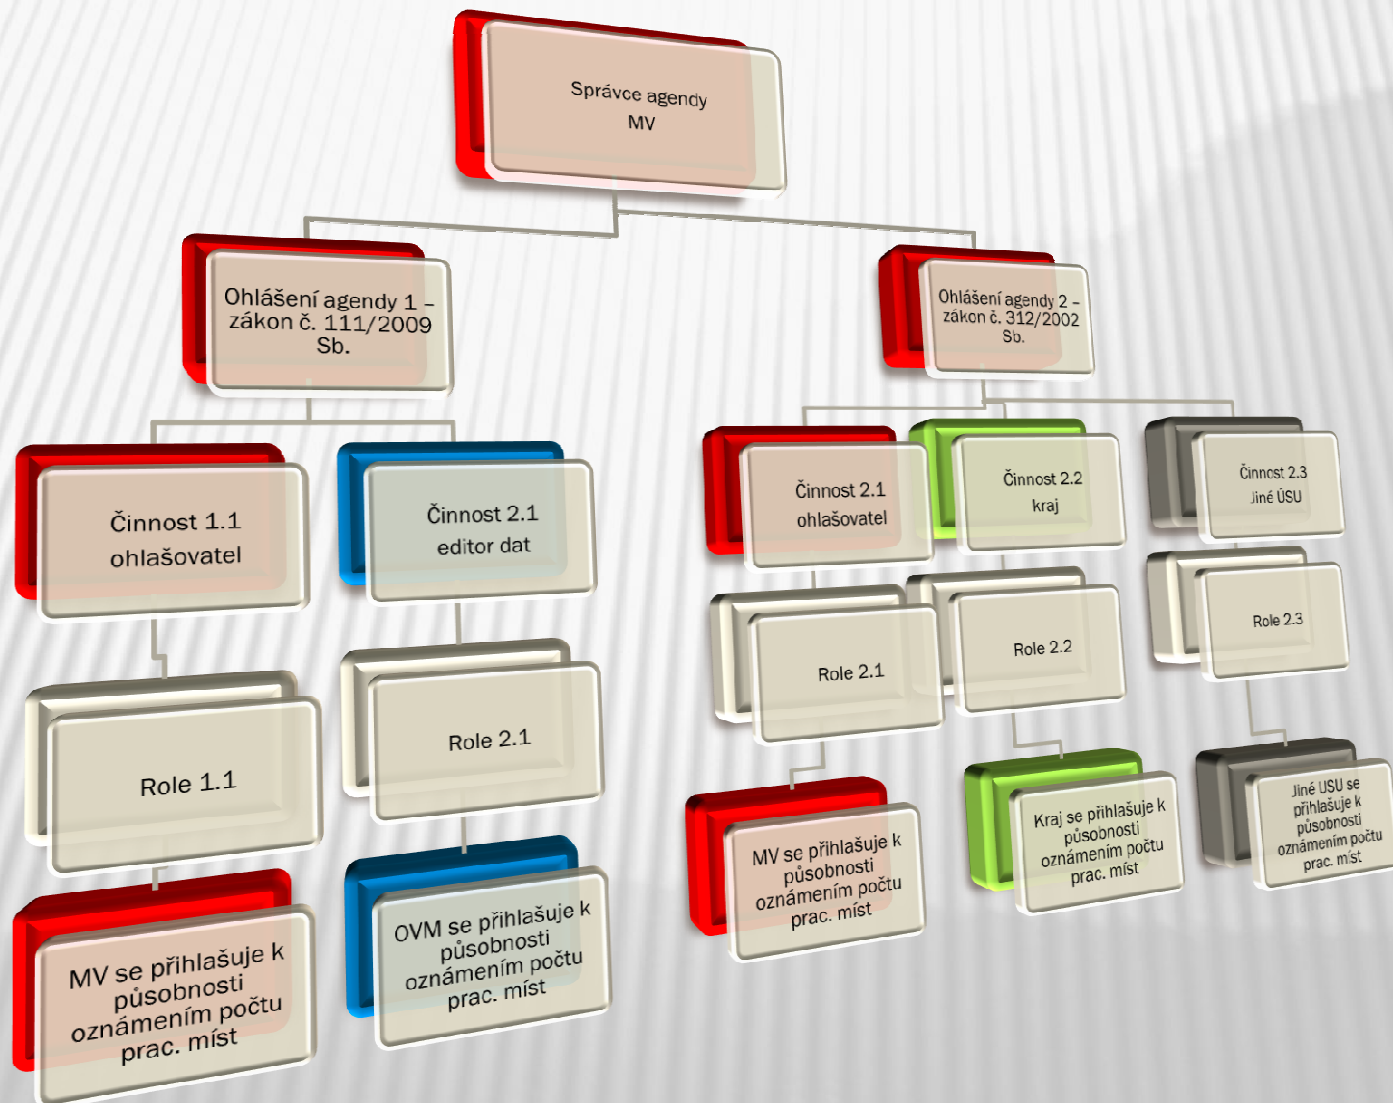 Správce agendy
MV
Ohlášení agendy 1 –
zákon č. 111/2009
Sb.
Ohlášení agendy 2 –
zákon č. 312/2002
Sb.
Činnost 1.1
ohlašovatel
Činnost 2.1
editor dat
Činnost 2.1
ohlašovatel
Činnost 2.2
kraj
Činnost 2.3
Jiné ÚSU
Role 1.1
Role 2.1
Role 2.1
Role 2.2
Role 2.3
MV se přihlašuje k
působnosti
oznámením počtu
prac. míst
OVM se přihlašuje k
působnosti
oznámením počtu
prac. míst
MV se přihlašuje k
působnosti
oznámením počtu
prac. míst
Kraj se přihlašuje k
působnosti
oznámením počtu
prac. míst
Jiné USU se
přihlašuje k
působnosti
oznámením počtu
prac. míst